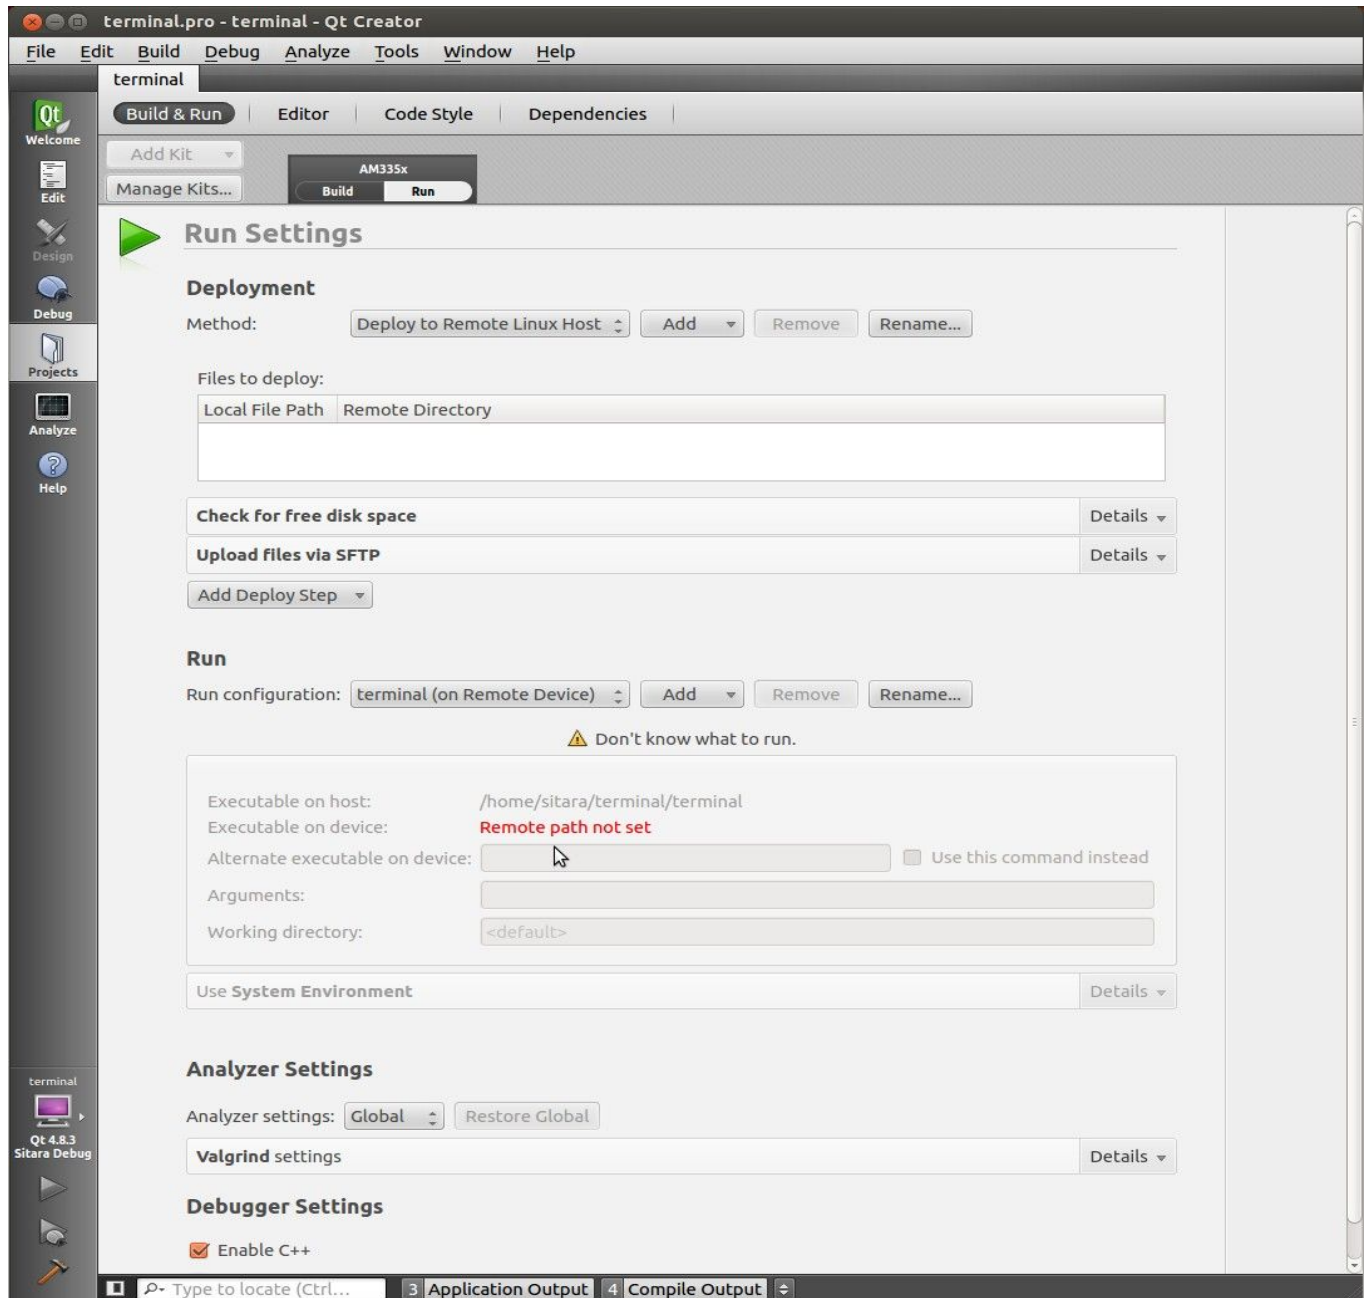 terminal.pro - terminal - Qt Creator
File Edit Build Debug Analyze Tools Window Help
terminal
Build & Run Editor Code Style Dependencies
Qt
Welcome
Edit
Design
Debug
Projects
Analyze
Help
Add Kit
Manage Kits...
AM335x
Build Run
Run Settings
Deployment
Method: Deploy to Remote Linux Host Add Remove Rename...
Files to deploy:
Local File Path Remote Directory
Check for free disk space Details
Upload files via SFTP Details
Add Deploy Step
Run
Run configuration: terminal (on Remote Device) Add Remove Rename...
Don't know what to run.
Executable on host: /home/sitara/terminal/terminal
Executable on device: Remote path not set
Alternate executable on device: Use this command instead
Arguments:
Working directory: <default>
Use System Environment Details
Analyzer Settings
Analyzer settings: Global Restore Global
Valgrind settings Details
Debugger Settings
Enable C++
terminal
Qt 4.8.3
Sitara Debug
Type to locate (Ctrl... 3 Application Output 4 Compile Output